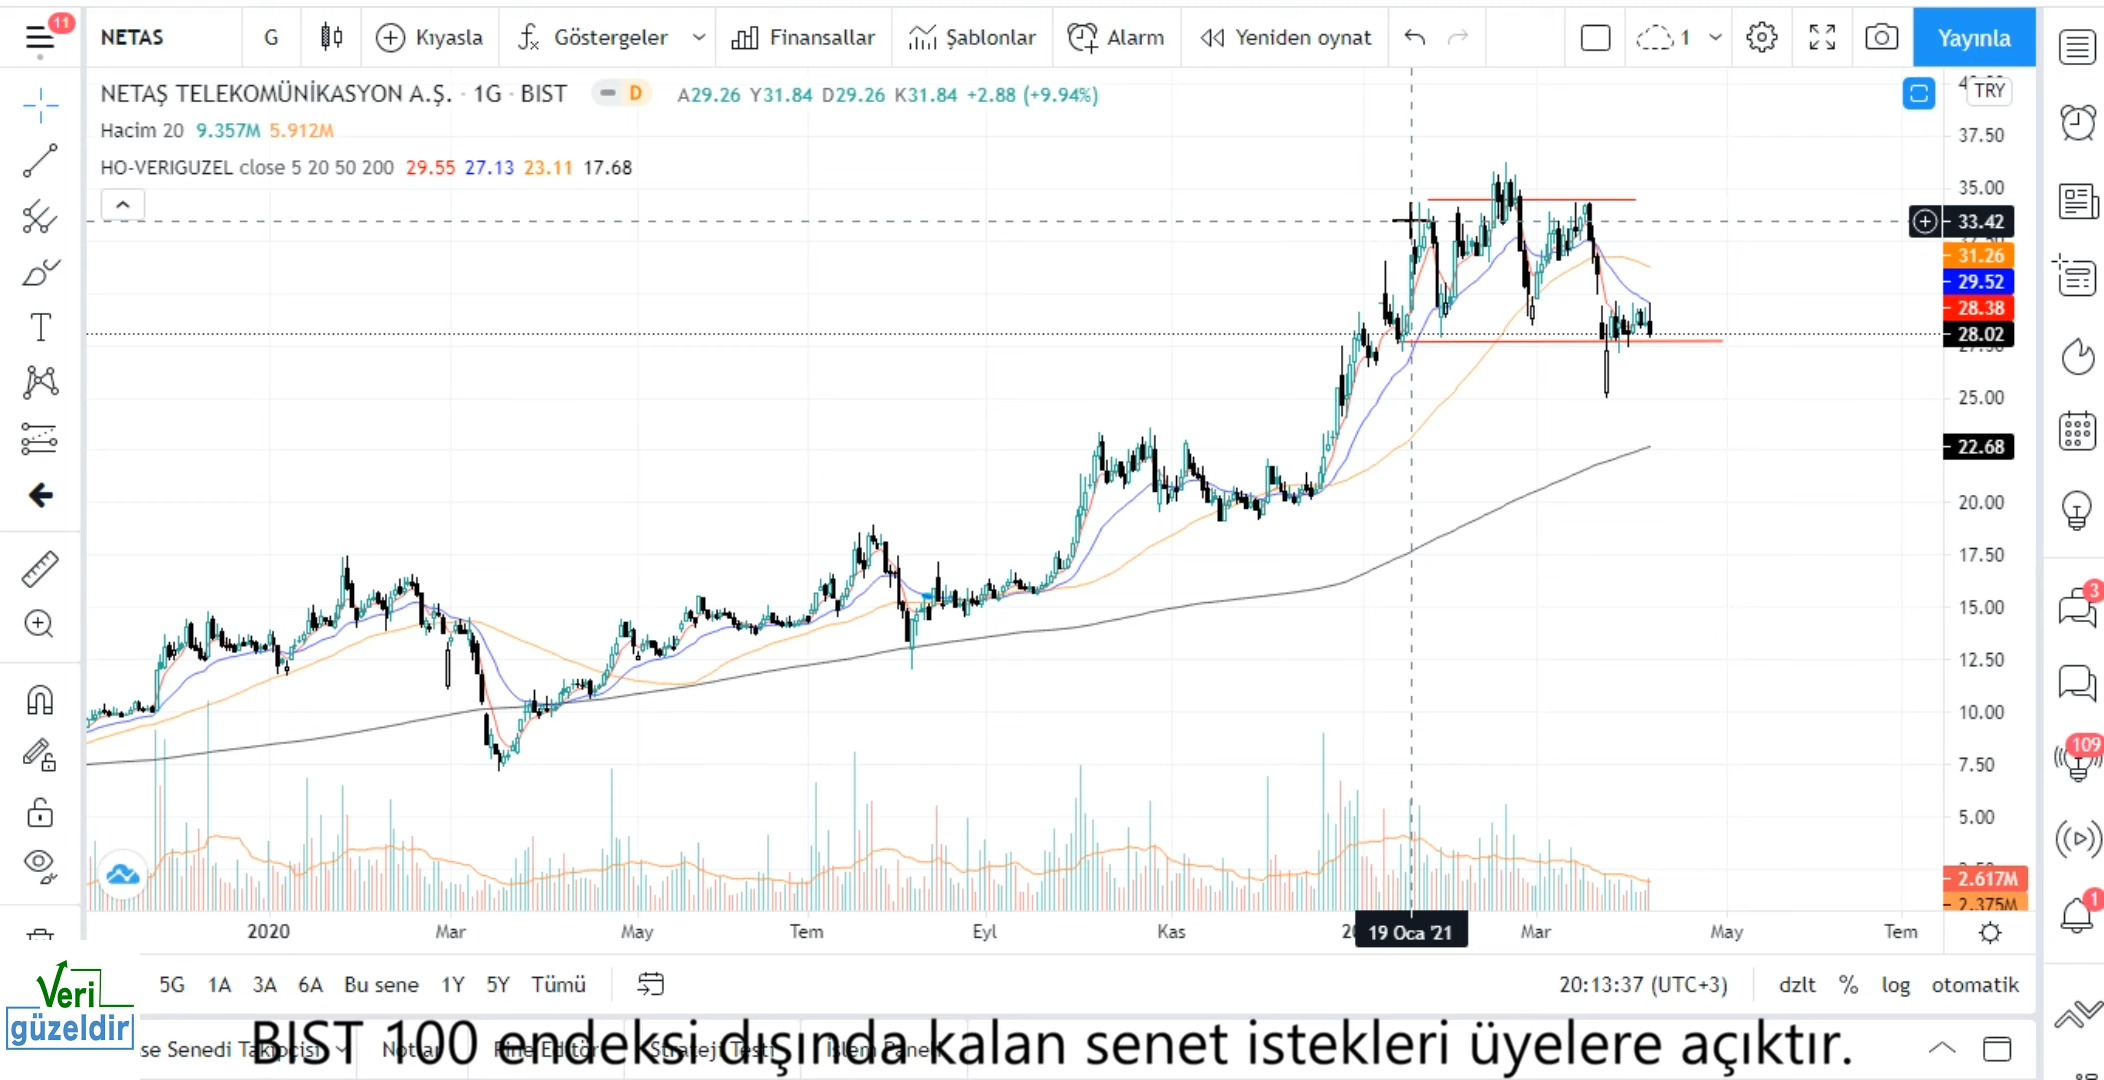 11 NETAS G Kıyasla Göstergeler Finansallar Şablonlar Alarm Yeniden oynat 1 Yayınla
NETAŞ TELEKOMÜNİKASYON A.Ş. · 1G · BIST D A29.26 Y31.84 D29.26 K31.84 +2.88 (+9.94%)
TRY
Hacim 20 9.357M 5.912M
HO-VERIGUZEL close 5 20 50 200 29.55 27.13 23.11 17.68
37.50
35.00
33.42
31.26
29.52
28.38
28.02
25.00
22.68
20.00
17.50
15.00
12.50
10.00
7.50
5.00
2.617M
2.375M
3
109
1
2020 Mar May Tem Eyl Kas 19 Oca '21 Mar May Tem
5G 1A 3A 6A Bu sene 1Y 5Y Tümü 20:13:37 (UTC+3) dzlt % log otomatik
Veri
güzeldir
BIST 100 endeksi dışında kalan senet istekleri üyelere açıktır.